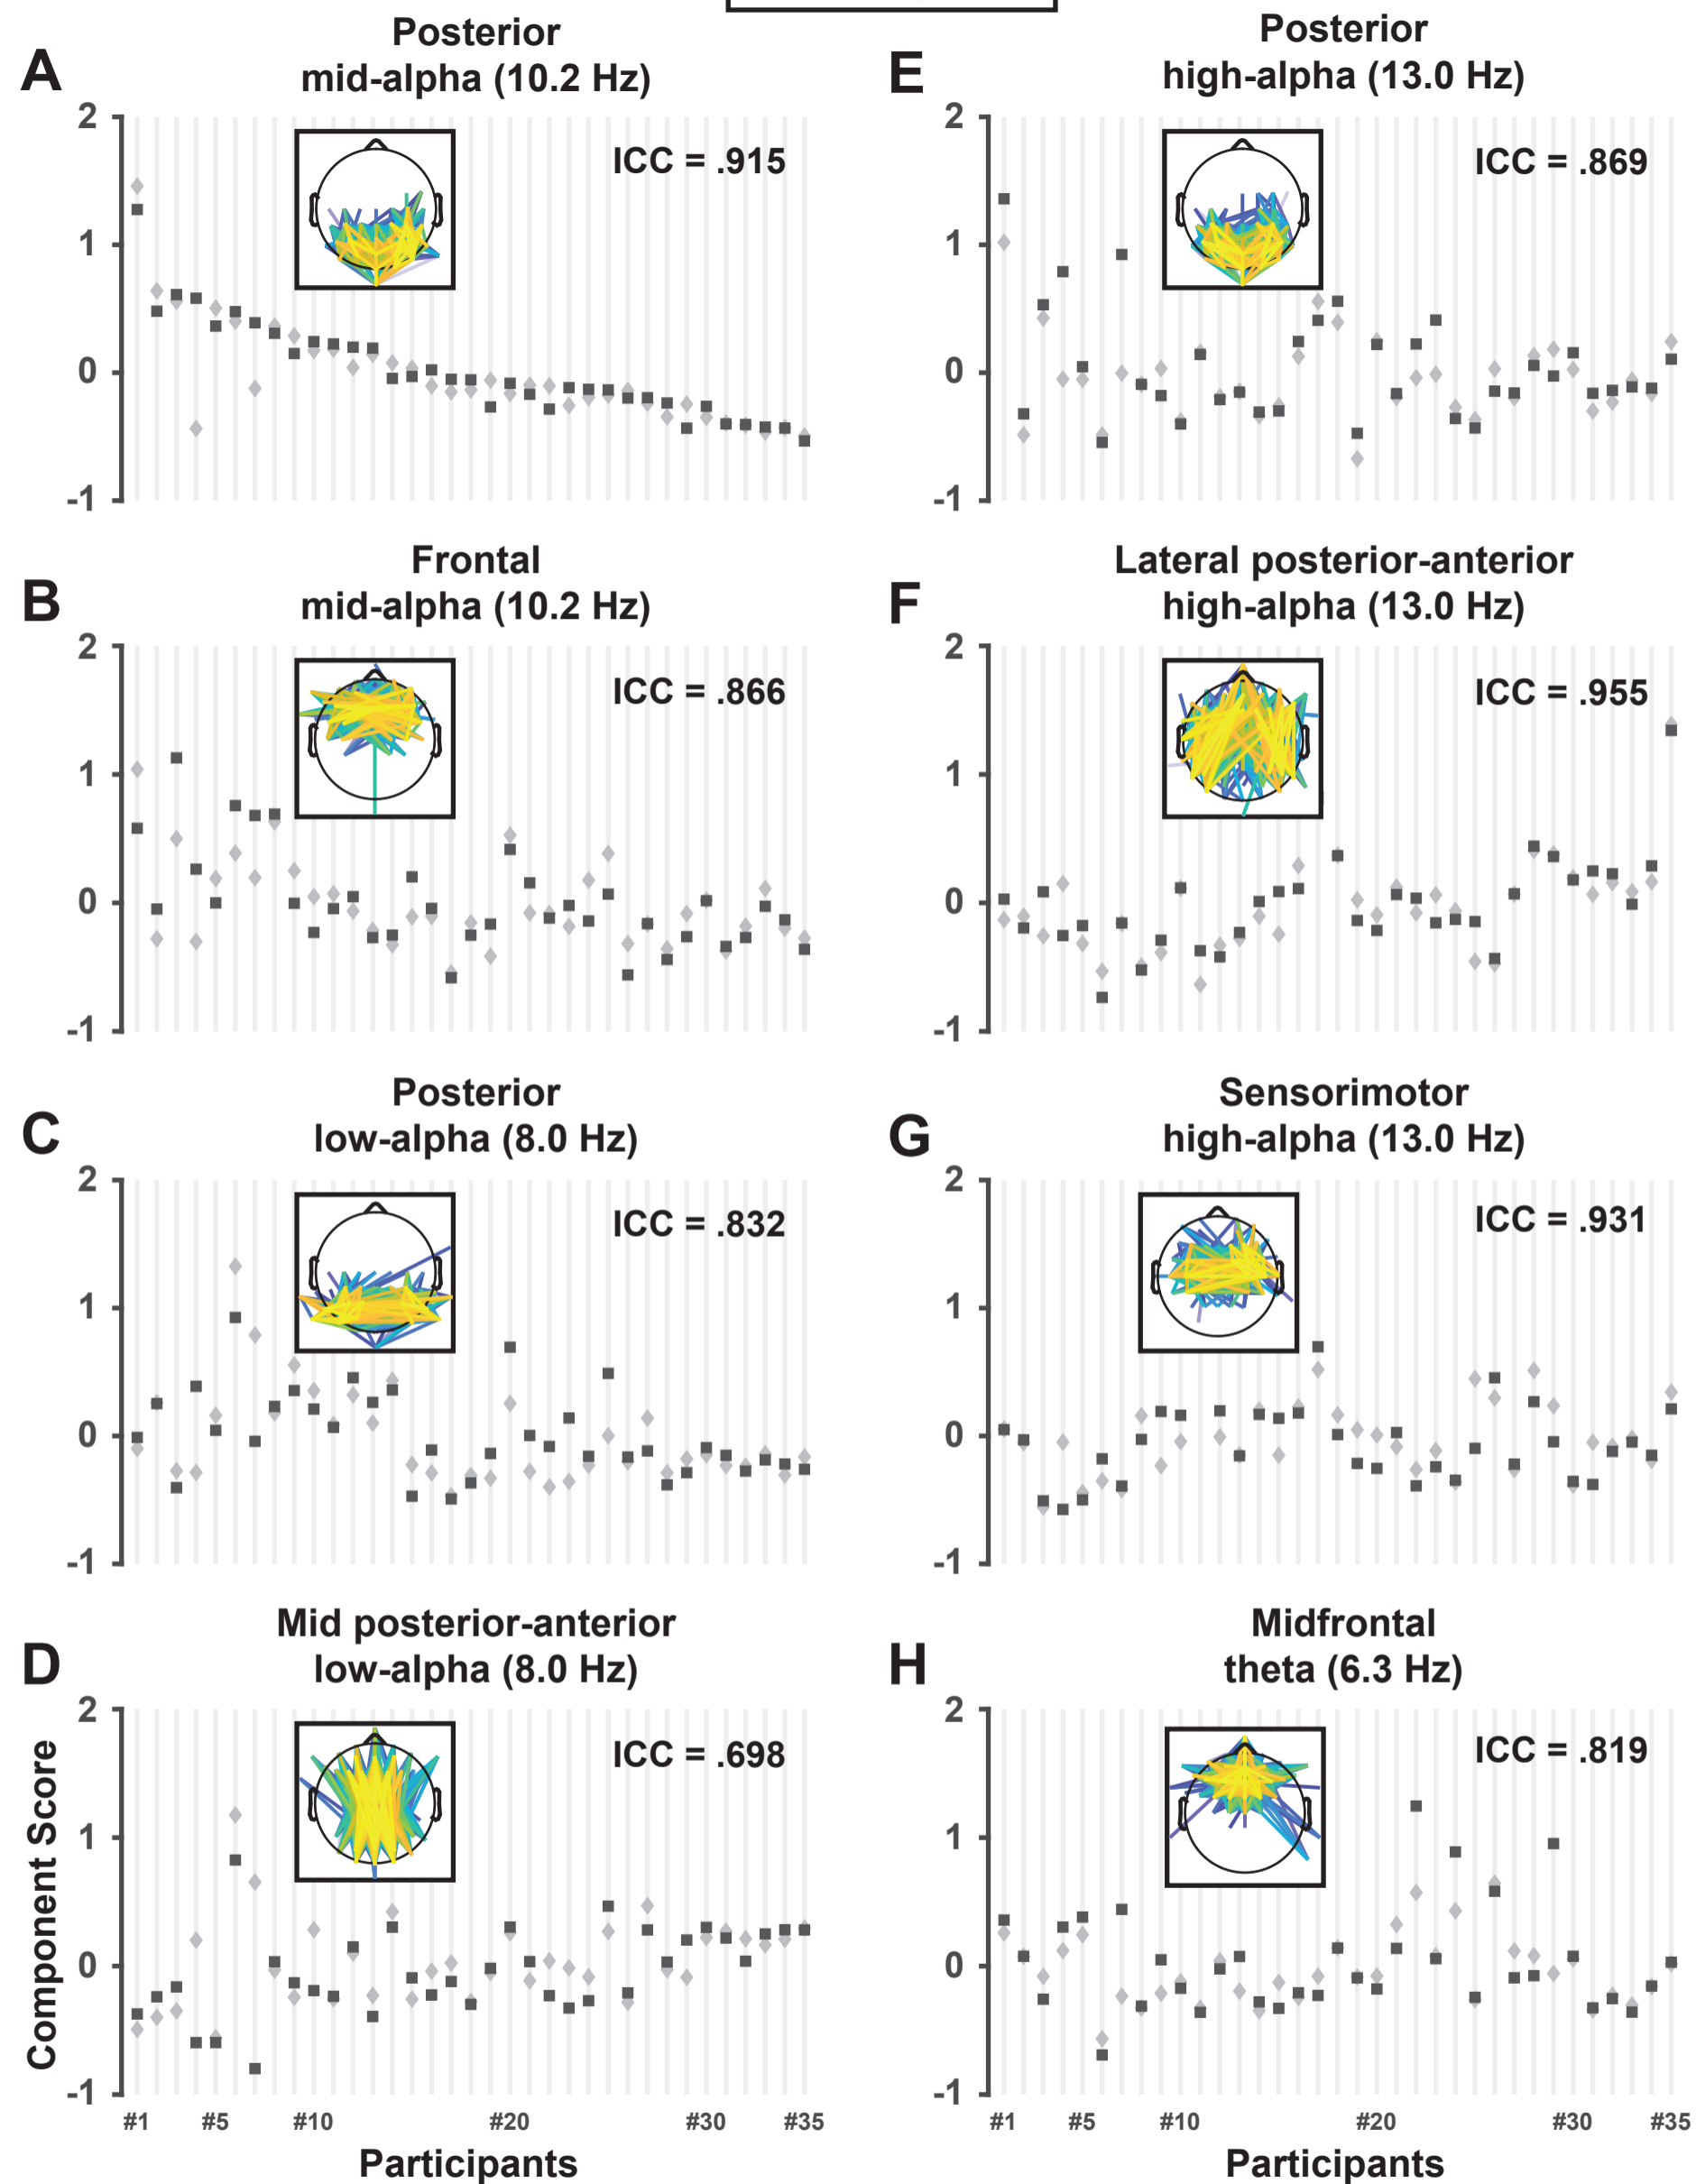 Posterior
mid-alpha (10.2 Hz)
A
2
1
0
-1
ICC = .915
Posterior
high-alpha (13.0 Hz)
E
2
1
0
-1
ICC = .869
Frontal
mid-alpha (10.2 Hz)
B
2
1
0
-1
ICC = .866
Lateral posterior-anterior
high-alpha (13.0 Hz)
F
2
1
0
-1
ICC = .955
Posterior
low-alpha (8.0 Hz)
C
2
1
0
-1
ICC = .832
Sensorimotor
high-alpha (13.0 Hz)
G
2
1
0
-1
ICC = .931
Mid posterior-anterior
low-alpha (8.0 Hz)
D
2
1
0
-1
ICC = .698
Component Score
#1 #5 #10 #20 #30 #35
Participants
Midfrontal
theta (6.3 Hz)
H
2
1
0
-1
ICC = .819
#1 #5 #10 #20 #30 #35
Participants